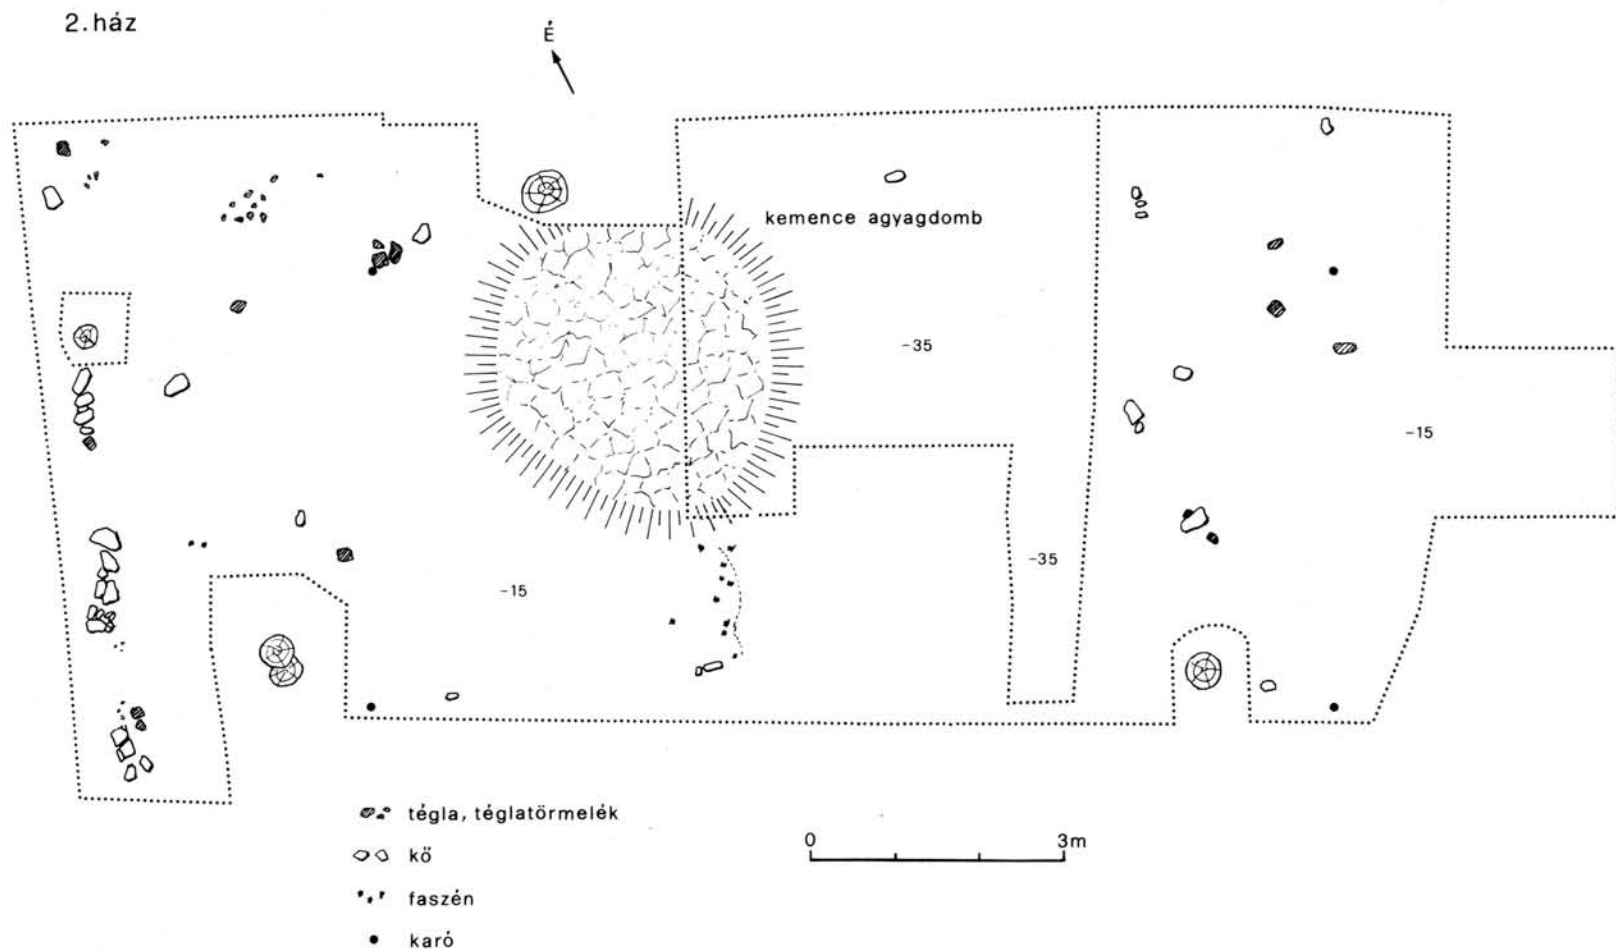 2.ház
É
kemence agyagdomb
-35
-15
-35
-15
tégla, téglatörmelék
kő
faszén
karó
0 3m